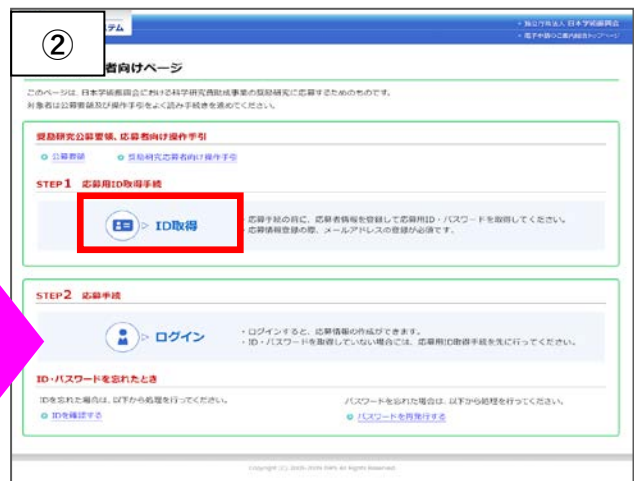 ・独立行政法人 日本学術振興会
・電子申請のご案内総合トップページ
ステム
②
者向けページ
このページは、日本学術振興会における科学研究費助成事業の奨励研究に応募するためのものです。
対象者は公募要領及び操作手引をよく読み手続きを進めてください。
奨励研究公募要領、応募者向け操作手引
公募要領 奨励研究応募者向け操作手引
STEP1 応募用ID取得手続
ID取得
応募手続の前に、応募者情報を登録して応募用ID・パスワードを取得してください。
応募情報登録の際、メールアドレスの登録が必須です。
STEP2 応募手続
ログイン
・ログインすると、応募情報の作成ができます。
・ID・パスワードを取得していない場合には、応募用ID取得手続を先に行ってください。
ID・パスワードを忘れたとき
IDを忘れた場合は、以下から処理を行ってください。 パスワードを忘れた場合は、以下から処理を行ってください。
IDを確認する パスワードを再発行する